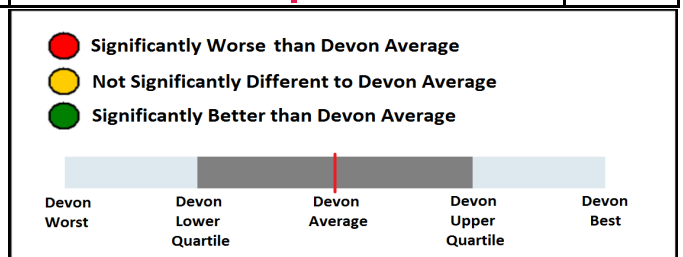 Significantly Worse than Devon Average
Not Significantly Different to Devon Average
Significantly Better than Devon Average
Devon Worst
Devon Lower Quartile
Devon Average
Devon Upper Quartile
Devon Best